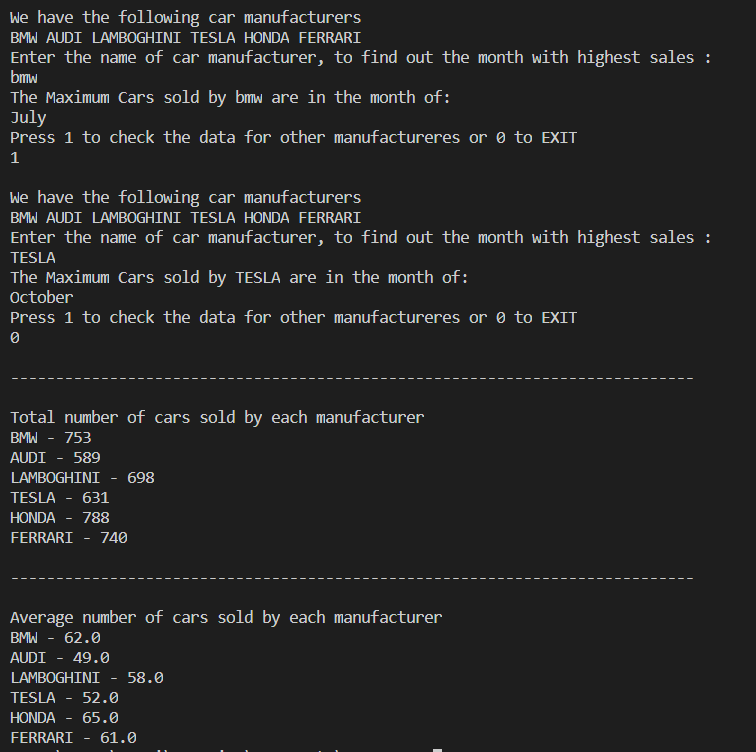 We have the following car manufacturers
BMW AUDI LAMBOGHINI TESLA HONDA FERRARI
Enter the name of car manufacturer, to find out the month with highest sales :
bmw
The Maximum Cars sold by bmw are in the month of:
July
Press 1 to check the data for other manufactureres or 0 to EXIT
1
We have the following car manufacturers
BMW AUDI LAMBOGHINI TESLA HONDA FERRARI
Enter the name of car manufacturer, to find out the month with highest sales :
TESLA
The Maximum Cars sold by TESLA are in the month of:
October
Press 1 to check the data for other manufactureres or 0 to EXIT
0
----------------------------------------------------------------------------
Total number of cars sold by each manufacturer
BMW - 753
AUDI - 589
LAMBOGHINI - 698
TESLA - 631
HONDA - 788
FERRARI - 740
----------------------------------------------------------------------------
Average number of cars sold by each manufacturer
BMW - 62.0
AUDI - 49.0
LAMBOGHINI - 58.0
TESLA - 52.0
HONDA - 65.0
FERRARI - 61.0